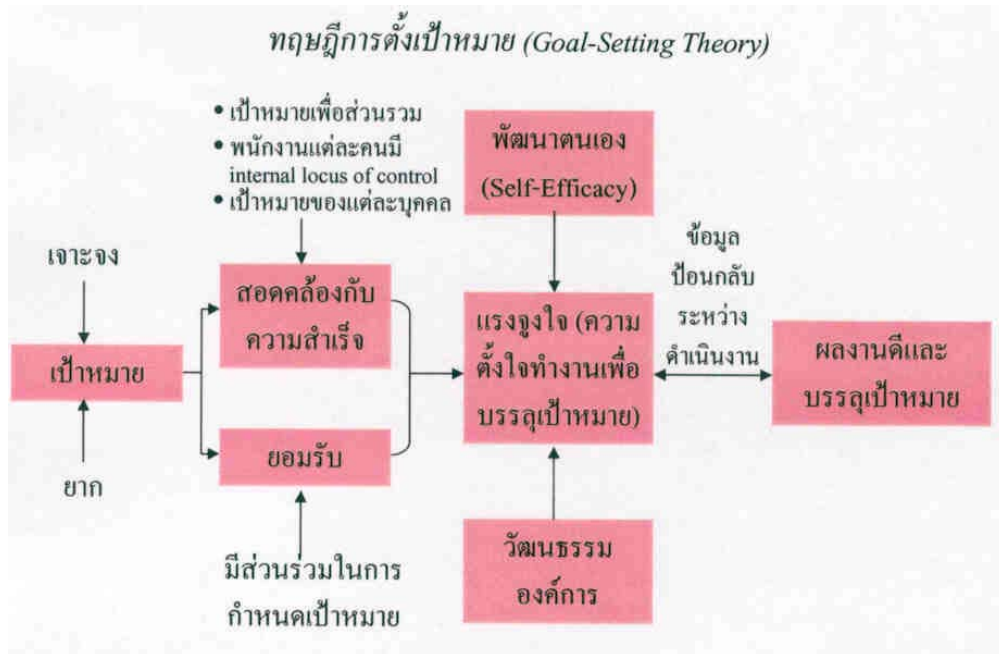 ทฤษฎีการตั้งเป้าหมาย (Goal-Setting Theory)
• เป้าหมายเพื่อส่วนรวม
• พนักงานแต่ละคนมี
internal locus of control
• เป้าหมายของแต่ละบุคคล
พัฒนาตนเอง
(Self-Efficacy)
เจาะจง
เป้าหมาย
ยาก
สอดคล้องกับ
ความสำเร็จ
ยอมรับ
มีส่วนร่วมในการ
กำหนดเป้าหมาย
แรงจูงใจ (ความ
ตั้งใจทำงานเพื่อ
บรรลุเป้าหมาย)
วัฒนธรรม
องค์การ
ข้อมูล
ป้อนกลับ
ระหว่าง
ดำเนินงาน
ผลงานดีและ
บรรลุเป้าหมาย